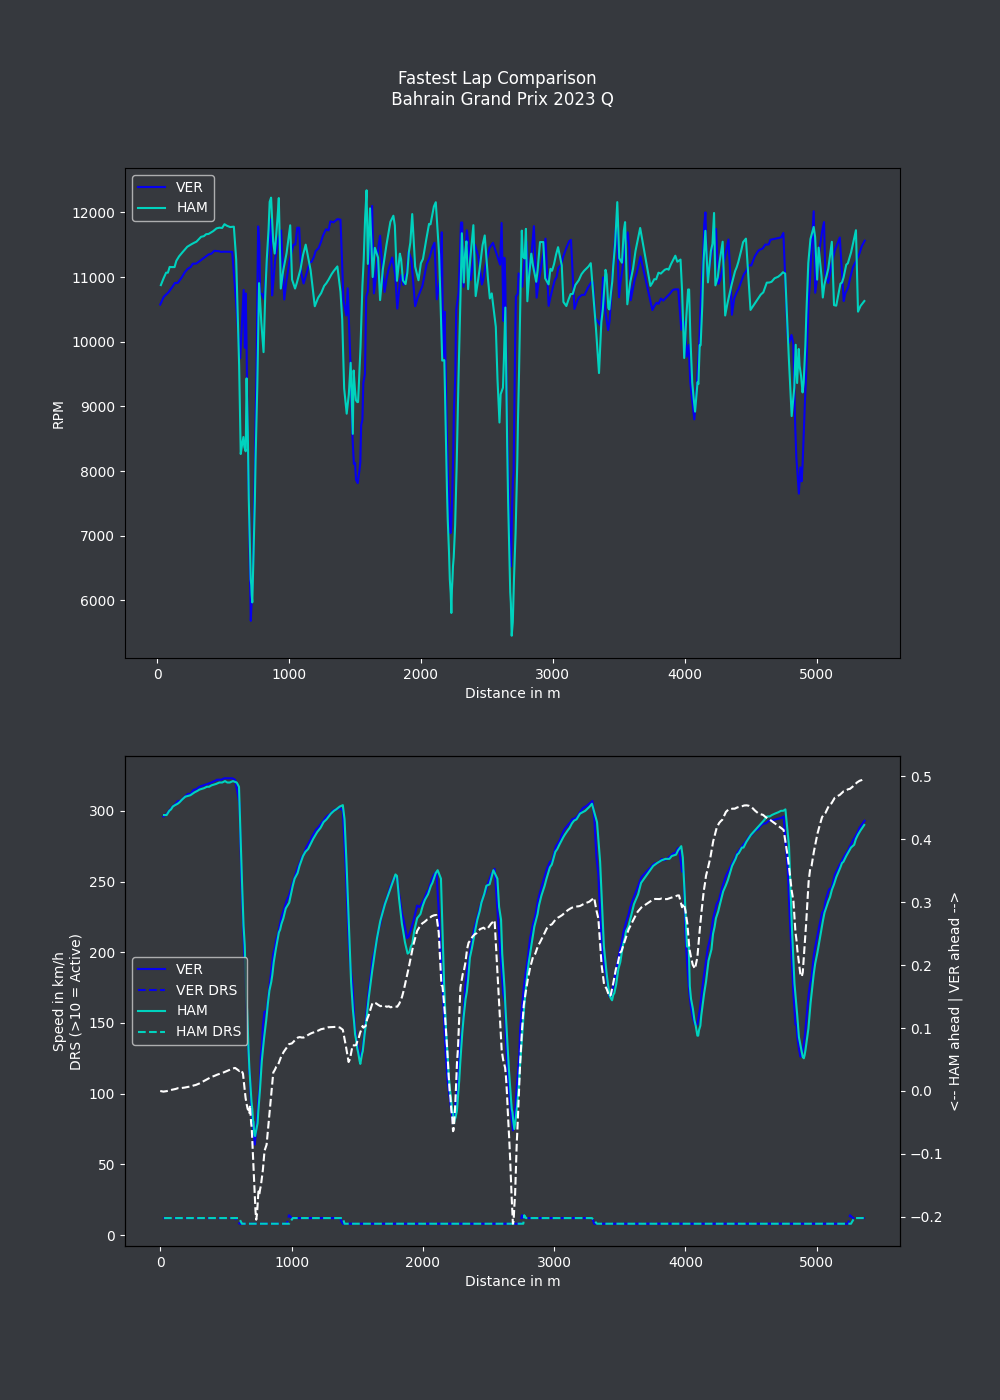 Fastest Lap Comparison
Bahrain Grand Prix 2023 Q
VER
HAM
RPM
12000
11000
10000
9000
8000
7000
6000
0 1000 2000 3000 4000 5000
Distance in m
Speed in km/h
DRS (>10 = Active)
300
250
200
150
100
50
0
VER
VER DRS
HAM
HAM DRS
0.5
0.4
0.3
0.2
0.1
0.0
−0.1
−0.2
<-- HAM ahead | VER ahead -->
0 1000 2000 3000 4000 5000
Distance in m